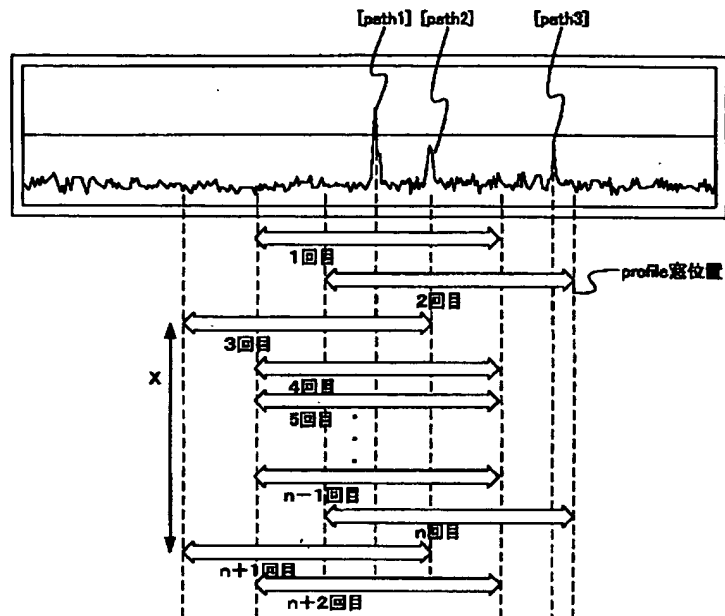 [path1] [path2] [path3]
1回目
2回目
profile窓位置
3回目
X
4回目
5回目
n-1回目
n回目
n+1回目
n+2回目